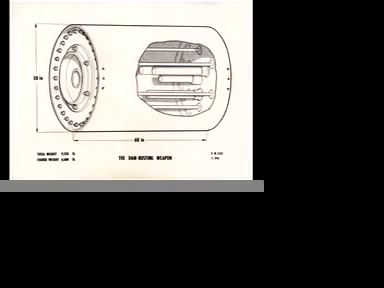 50 in
60 in
TOTAL WEIGHT 9,250 lb
CHARGE WEIGHT 6,600 lb
THE DAM-BUSTING WEAPON